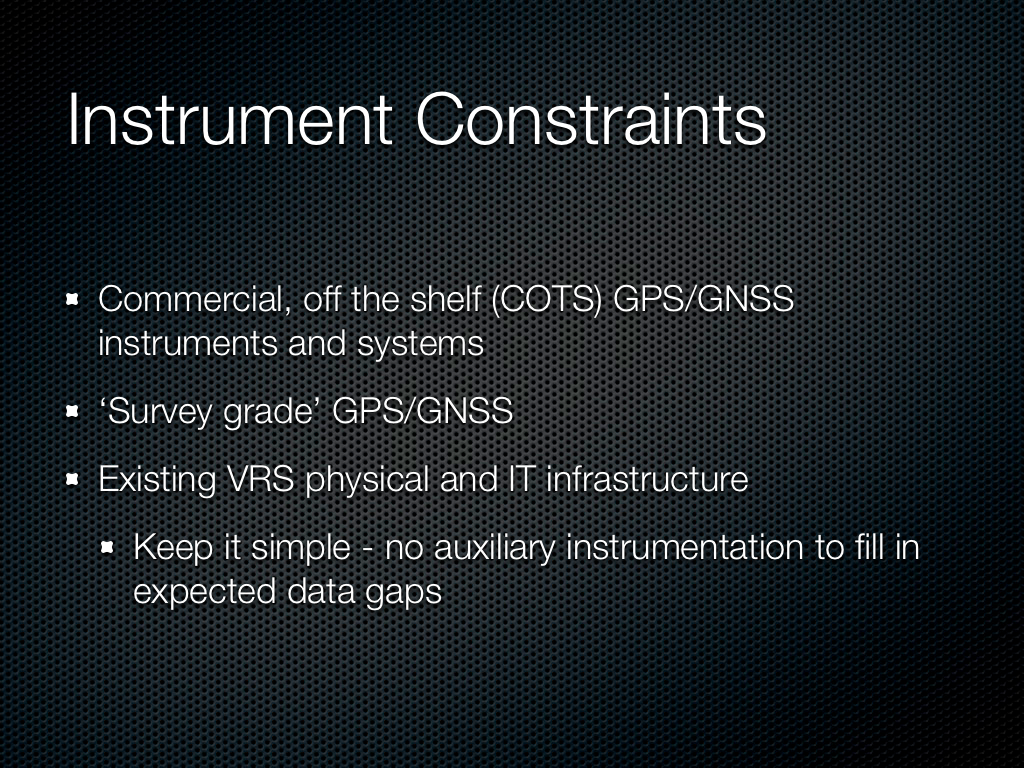 Instrument Constraints
Commercial, off the shelf (COTS) GPS/GNSS
instruments and systems
‘Survey grade’ GPS/GNSS
Existing VRS physical and IT infrastructure
Keep it simple - no auxiliary instrumentation to fill in
expected data gaps